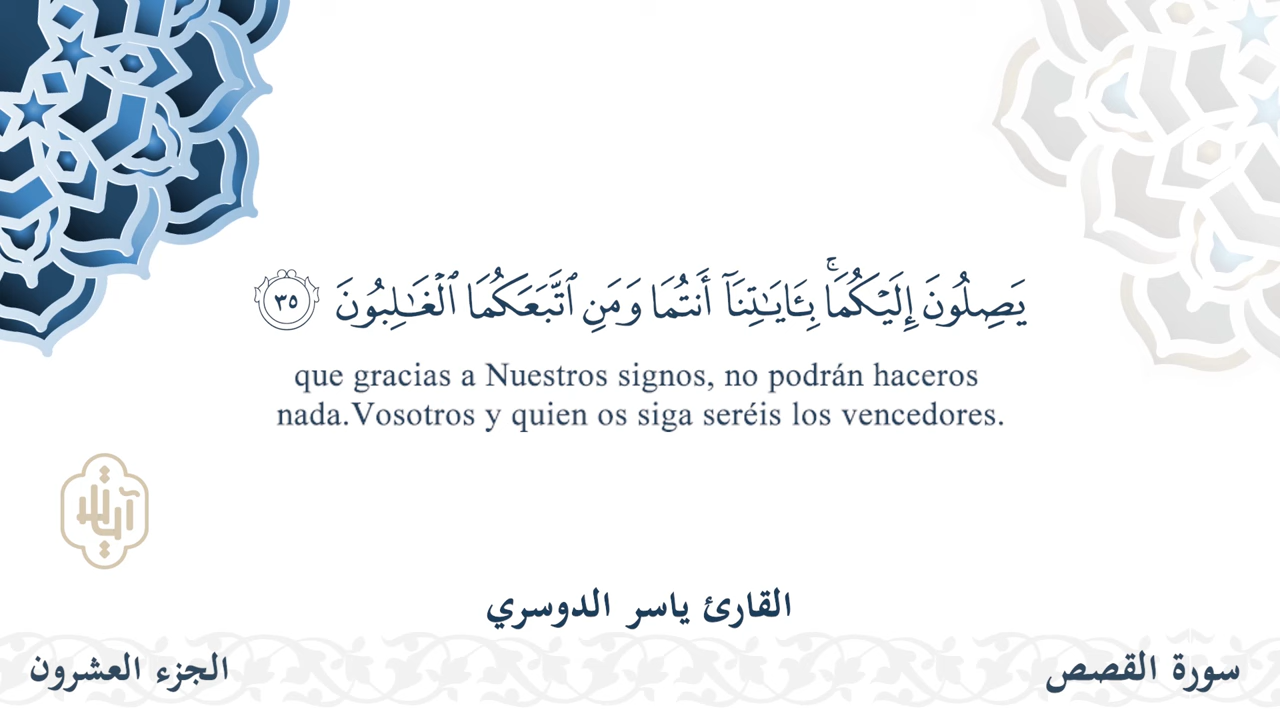 يَصِلُونَ إِلَيْكُمَا ۚ بِـَٔايَـٰتِنَآ أَنتُمَا وَمَنِ ٱتَّبَعَكُمَا ٱلْغَـٰلِبُونَ ٣٥
que gracias a Nuestros signos, no podrán haceros
nada.Vosotros y quien os siga seréis los vencedores.
القارئ ياسر الدوسري
سورة القصص
الجزء العشرون